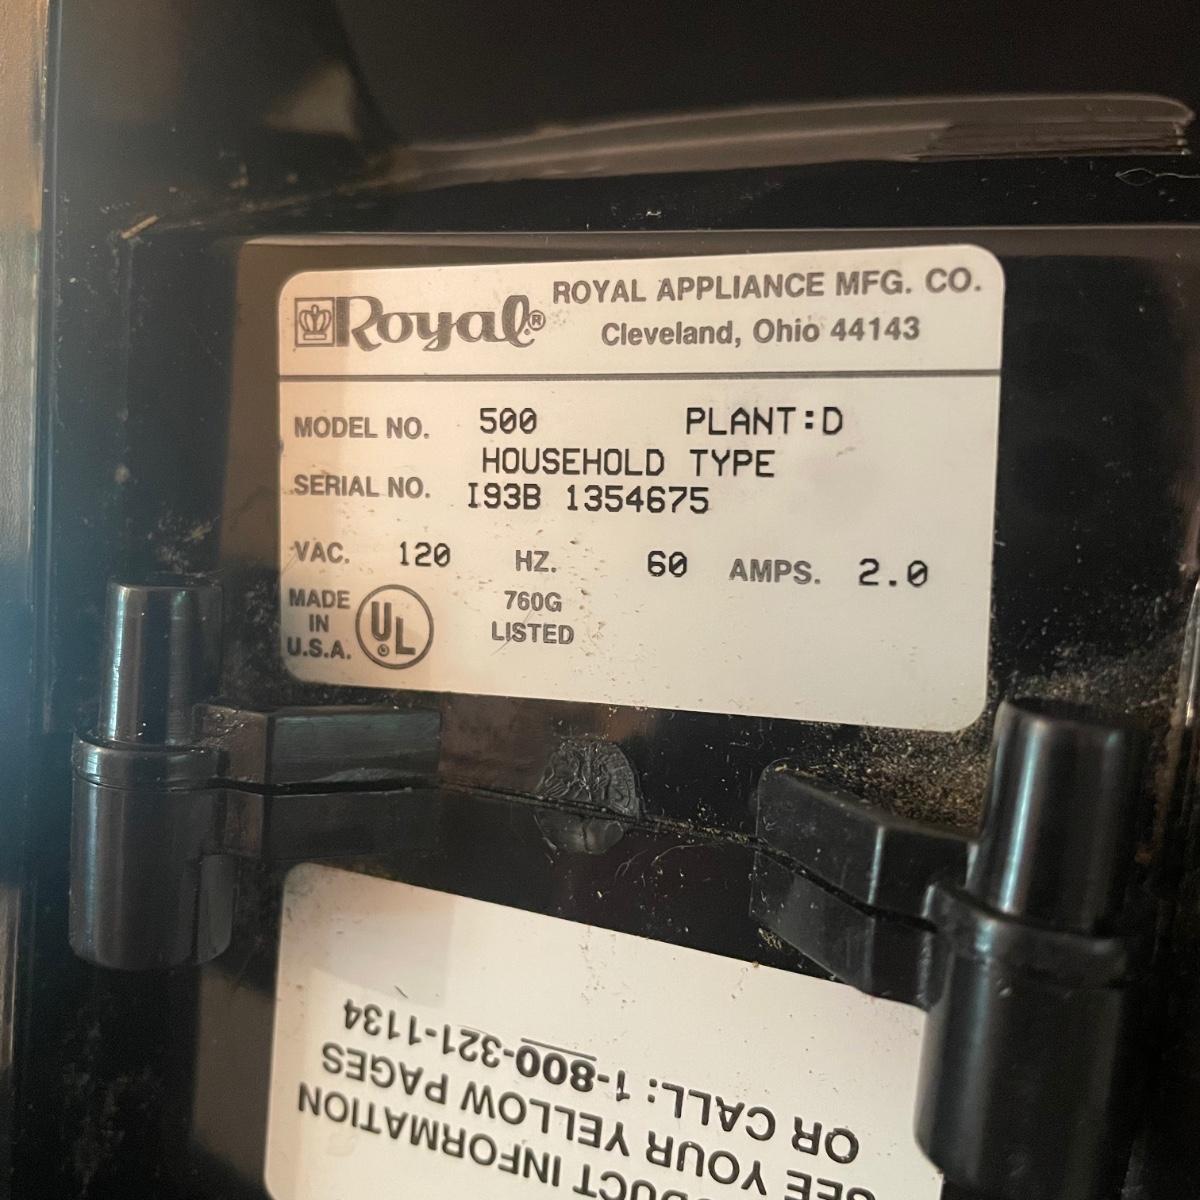 Royal®
ROYAL APPLIANCE MFG. CO.
Cleveland, Ohio 44143
MODEL NO. 500 PLANT:D
HOUSEHOLD TYPE
SERIAL NO. I93B 1354675
VAC. 120 HZ. 60 AMPS. 2.0
MADE
IN
U.S.A.
UL
®
760G
LISTED
INFORMATION
SEE YOUR YELLOW PAGES
OR CALL: 1-800-321-1134